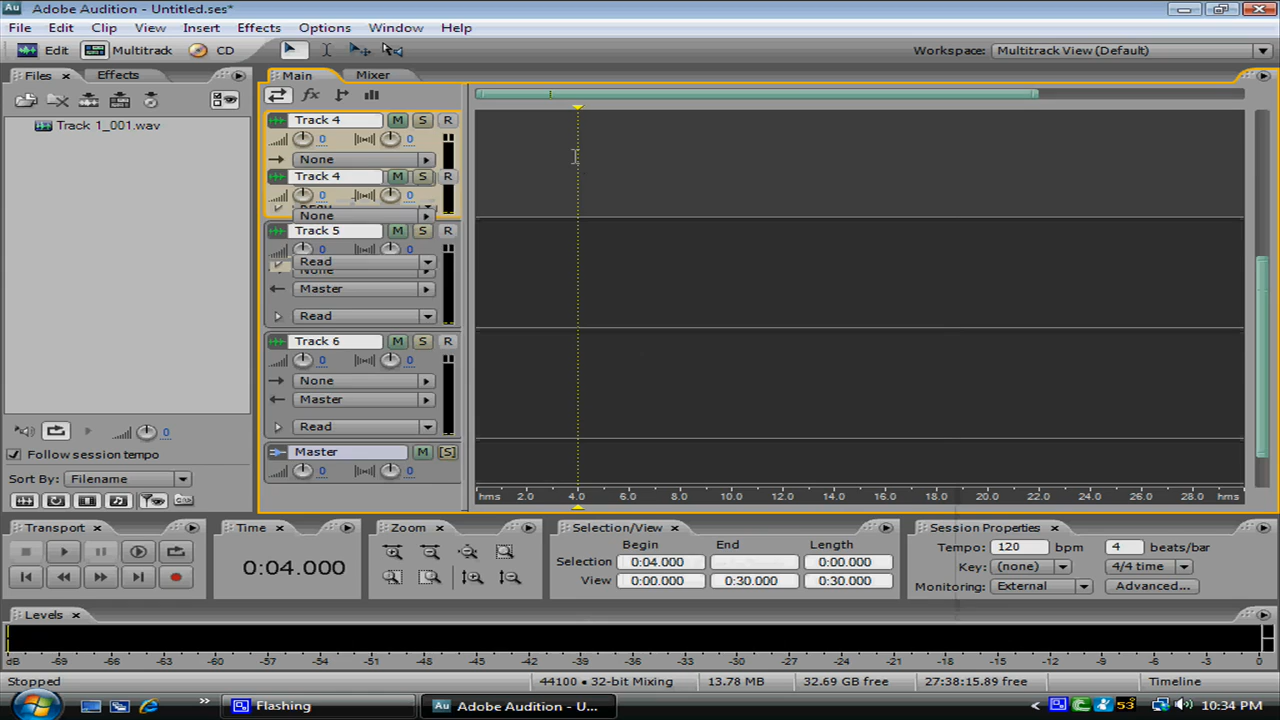 Au Adobe Audition - Untitled.ses*
File Edit Clip View Insert Effects Options Window Help
Edit Multitrack CD Workspace: Multitrack View (Default)
Files × Effects Main Mixer
fx
Track 1_001.wav
Track 4 M S R
0 0
None
Track 4 M S R
0 0
None
Track 5 M S R
0 0
Read
None
Master
Read
Track 6 M S R
0 0
None
Master
Read
Master M [S]
0 0
0
Follow session tempo
Sort By: Filename
hms 2.0 4.0 6.0 8.0 10.0 12.0 14.0 16.0 18.0 20.0 22.0 24.0 26.0 28.0 hms
Transport × Time × Zoom × Selection/View × Session Properties ×
Begin End Length
Selection 0:04.000 0:00.000
View 0:00.000 0:30.000 0:30.000
0:04.000
Tempo: 120 bpm 4 beats/bar
Key: (none) 4/4 time
Monitoring: External Advanced...
Levels ×
dB -69 -66 -63 -60 -57 -54 -51 -48 -45 -42 -39 -36 -33 -30 -27 -24 -21 -18 -15 -12 -9 -6 -3 0
Stopped 44100 • 32-bit Mixing 13.78 MB 32.69 GB free 27:38:15.89 free Timeline
Flashing Au Adobe Audition - U... 53 10:34 PM